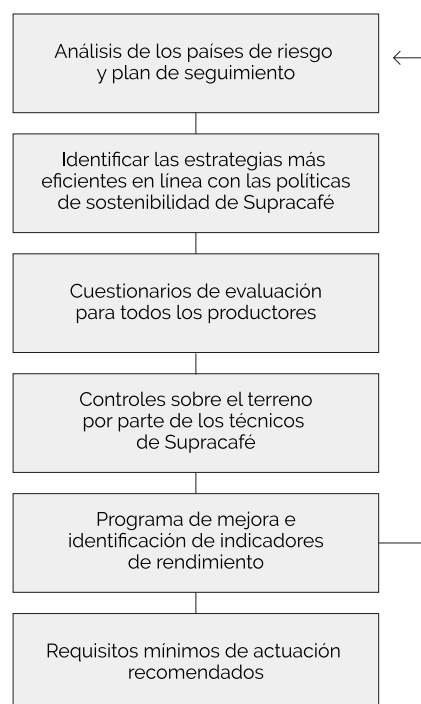 Análisis de los países de riesgo
y plan de seguimiento
Identificar las estrategias más
eficientes en línea con las políticas
de sostenibilidad de Supracafé
Cuestionarios de evaluación
para todos los productores
Controles sobre el terreno
por parte de los técnicos
de Supracafé
Programa de mejora e
identificación de indicadores
de rendimiento
Requisitos mínimos de actuación
recomendados